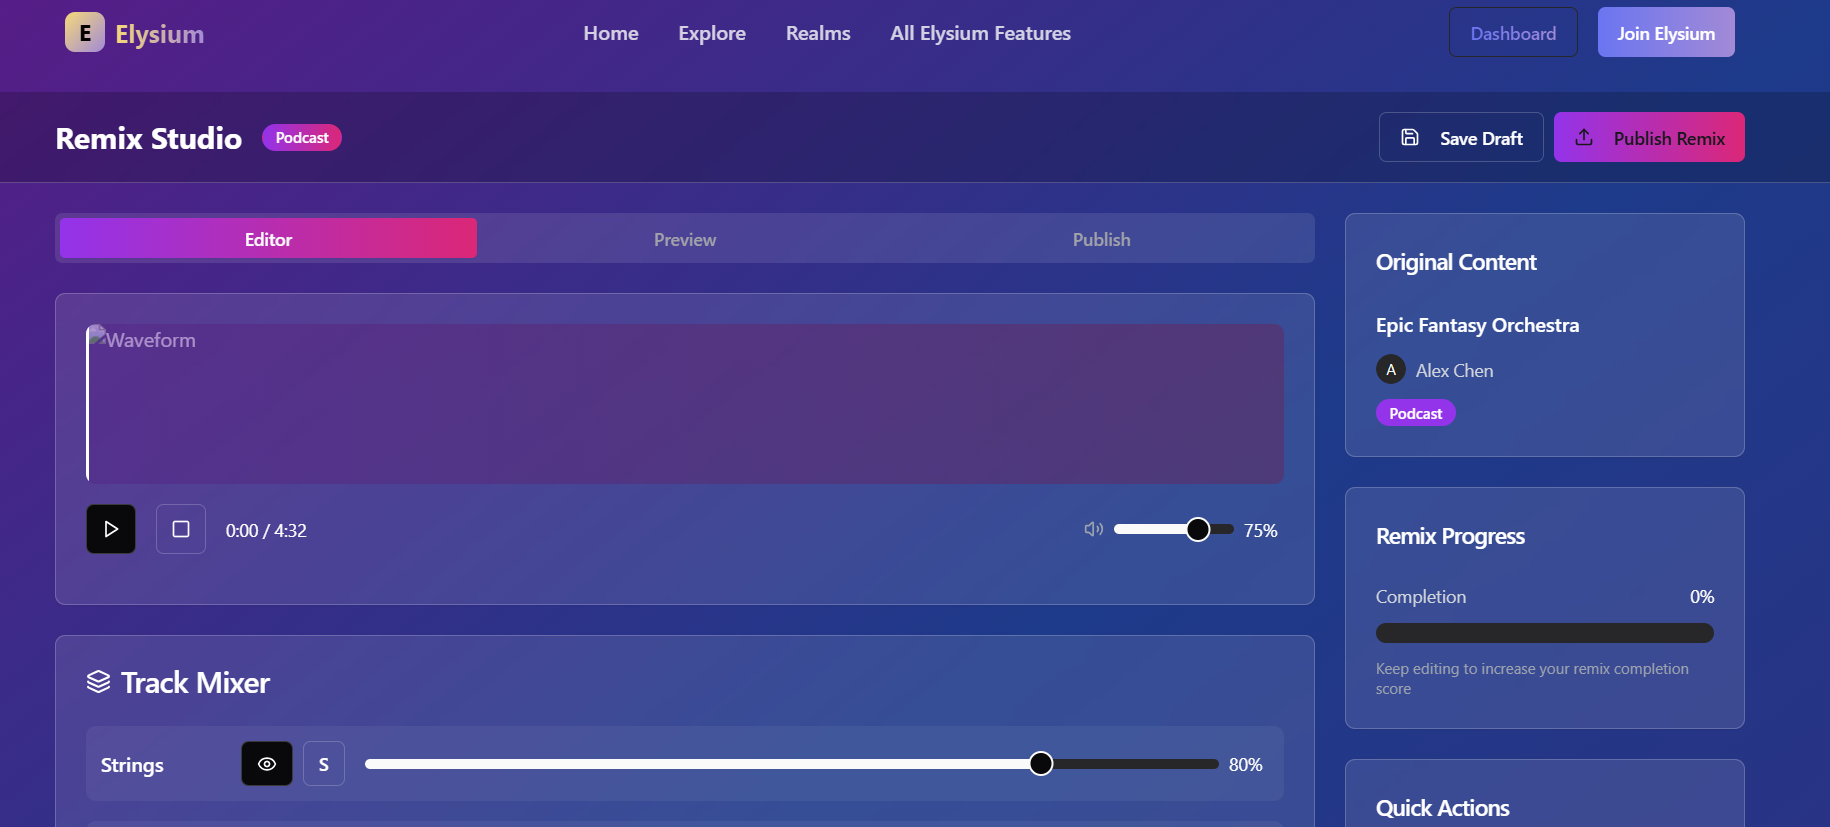 E Elysium
Home Explore Realms All Elysium Features
Dashboard Join Elysium
Remix Studio Podcast
Save Draft Publish Remix
Editor Preview Publish
Waveform
0:00 / 4:32
75%
Track Mixer
Strings S 80%
Original Content
Epic Fantasy Orchestra
A Alex Chen
Podcast
Remix Progress
Completion 0%
Keep editing to increase your remix completion
score
Quick Actions